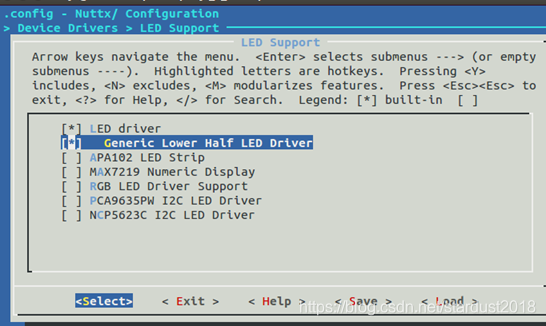 .config - Nuttx/ Configuration
> Device Drivers > LED Support
LED Support
Arrow keys navigate the menu.  <Enter> selects submenus ---> (or empty
submenus ----).  Highlighted letters are hotkeys.  Pressing <Y>
includes, <N> excludes, <M> modularizes features.  Press <Esc><Esc> to
exit, <?> for Help, </> for Search.  Legend: [*] built-in  [ ]
[*] LED driver
[*]   Generic Lower Half LED Driver
[ ] APA102 LED Strip
[ ] MAX7219 Numeric Display
[ ] RGB LED Driver Support
[ ] PCA9635PW I2C LED Driver
[ ] NCP5623C I2C LED Driver
<Select>    < Exit >    < Help >    < Save >    < Load >
https://blog.csdn.net/stardust2018